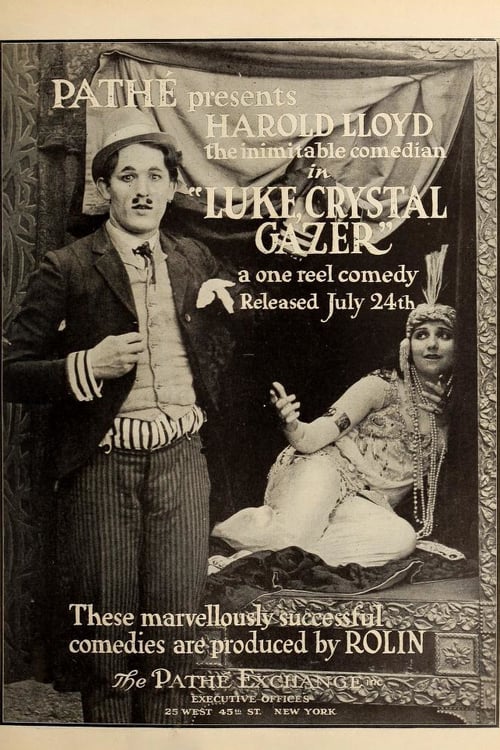 PATHÉ presents
HAROLD LLOYD
the inimitable comedian
in
"LUKE, CRYSTAL
GAZER"
a one reel comedy
Released July 24th
These marvellously successful
comedies are produced by ROLIN
The PATHÉ EXCHANGE INC.
EXECUTIVE OFFICES
25 WEST 45th ST. NEW YORK